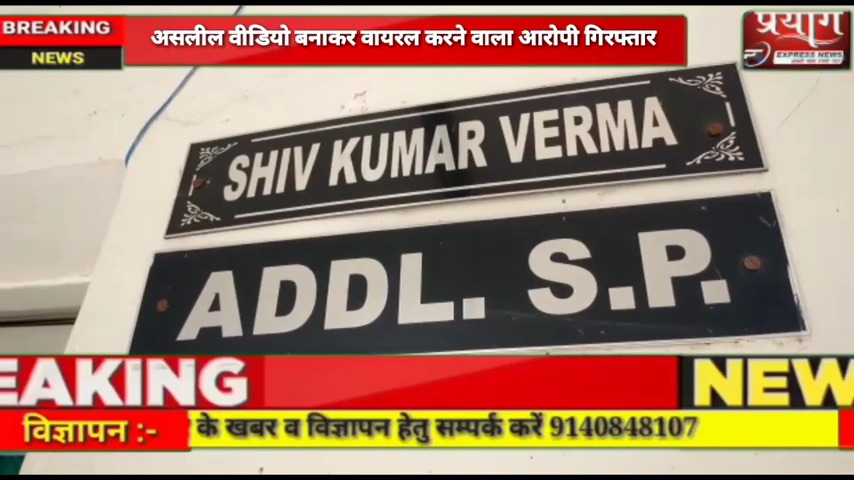 BREAKING
NEWS
असलील वीडियो बनाकर वायरल करने वाला आरोपी गिरफ्तार
प्रयाग
EXPRESS NEWS
SHIV KUMAR VERMA
ADDL. S.P.
EAKING
NEW
विज्ञापन :-
के खबर व विज्ञापन हेतु सम्पर्क करें 9140848107